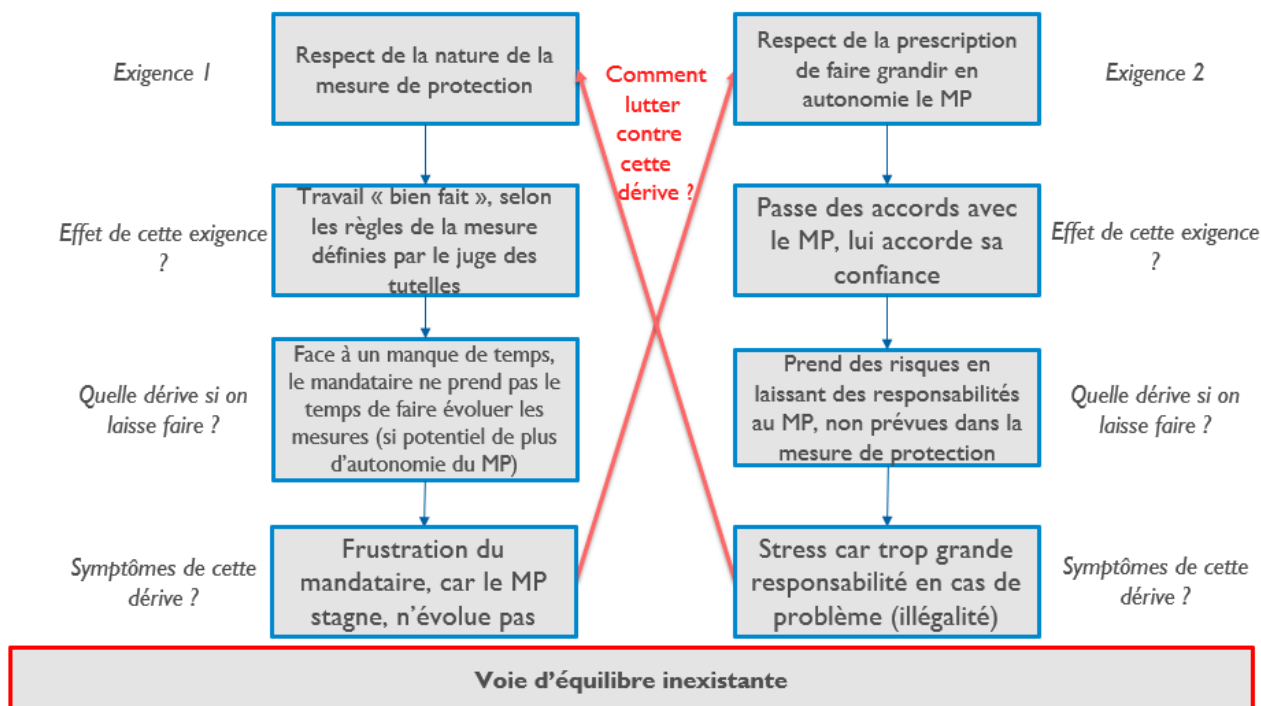 Exigence 1
Respect de la nature de la
mesure de protection
Comment
lutter
contre
cette
dérive ?
Respect de la prescription
de faire grandir en
autonomie le MP
Exigence 2
Effet de cette exigence
?
Travail « bien fait », selon
les règles de la mesure
définies par le juge des
tutelles
Passe des accords avec
le MP, lui accorde sa
confiance
Effet de cette exigence
?
Quelle dérive si on
laisse faire ?
Face à un manque de temps,
le mandataire ne prend pas le
temps de faire évoluer les
mesures (si potentiel de plus
d’autonomie du MP)
Prend des risques en
laissant des responsabilités
au MP, non prévues dans la
mesure de protection
Quelle dérive si on
laisse faire ?
Symptômes de cette
dérive ?
Frustration du
mandataire, car le MP
stagne, n’évolue pas
Stress car trop grande
responsabilité en cas de
problème (illégalité)
Symptômes de cette
dérive ?
Voie d’équilibre inexistante